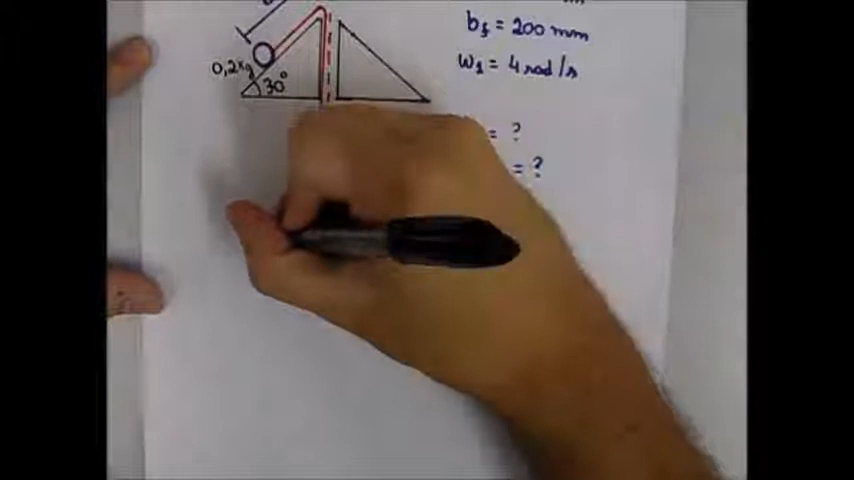 b₁ = 200 mm
0,2kg
30°
ω₁ = 4 rad/s
= ?
= ?